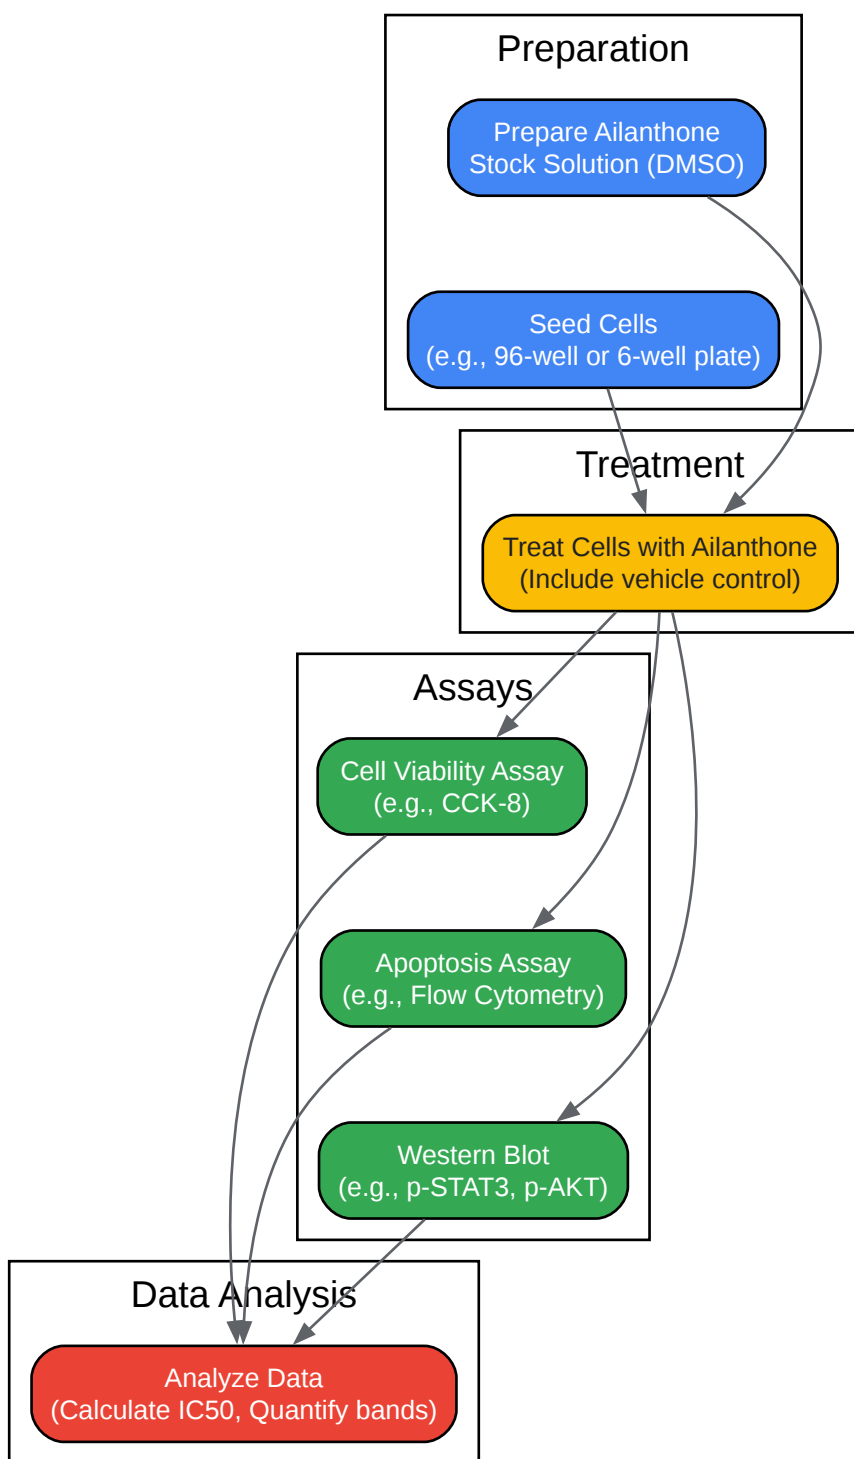 Preparation
Prepare Ailanthone
Stock Solution (DMSO)
Seed Cells
(e.g., 96-well or 6-well plate)
Treatment
Treat Cells with Ailanthone
(Include vehicle control)
Assays
Cell Viability Assay
(e.g., CCK-8)
Apoptosis Assay
(e.g., Flow Cytometry)
Western Blot
(e.g., p-STAT3, p-AKT)
Data Analysis
Analyze Data
(Calculate IC50, Quantify bands)